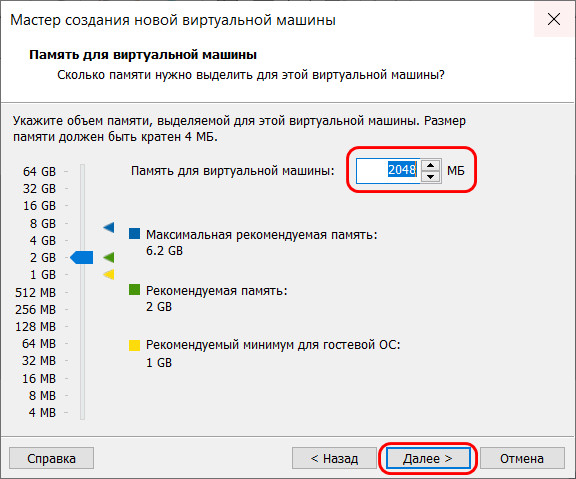 Мастер создания новой виртуальной машины
Память для виртуальной машины
Сколько памяти нужно выделить для этой виртуальной машины?
Укажите объем памяти, выделяемой для этой виртуальной машины. Размер
памяти должен быть кратен 4 МБ.
Память для виртуальной машины: 2048 МБ
64 GB
32 GB
16 GB
8 GB
4 GB
2 GB
1 GB
512 MB
256 MB
128 MB
64 MB
32 MB
16 MB
8 MB
4 MB
Максимальная рекомендуемая память:
6.2 GB
Рекомендуемая память:
2 GB
Рекомендуемый минимум для гостевой ОС:
1 GB
Справка
< Назад
Далее >
Отмена